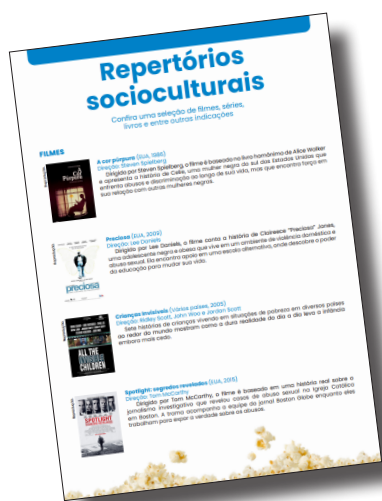 Repertórios
socioculturais
Confira uma seleção de filmes, séries,
livros e entre outras indicações
FILMES
A cor púrpura (EUA, 1985)
Direção: Steven Spielberg
Dirigido por Steven Spielberg, o filme é baseado no livro homônimo de Alice Walker
e apresenta a história de Celie, uma mulher negra do sul dos Estados Unidos que
enfrenta abusos e discriminação ao longo de sua vida, mas que encontra força em
sua relação com outras mulheres negras.
A Cor
Púrpura
Preciosa (EUA, 2009)
Direção: Lee Daniels
Dirigido por Lee Daniels, o filme conta a história de Claireece "Preciosa" Jones,
uma adolescente negra e obesa que vive em um ambiente de violência doméstica e
abuso sexual. Ela encontra apoio em uma escola alternativa, onde descobre o poder
da educação para mudar sua vida.
preciosa
Crianças invisíveis (Vários países, 2005)
Direção: Ridley Scott, John Woo e Jordan Scott
Sete histórias de crianças vivendo em situações de pobreza em diversos países
ao redor do mundo mostram como a dura realidade do dia a dia leva a infância
embora mais cedo.
ALL THE
INVISIBLE
CHILDREN
Spotlight: segredos revelados (EUA, 2015)
Direção: Tom McCarthy
Dirigido por Tom McCarthy, o filme é baseado em uma história real sobre o
jornalismo investigativo que revelou casos de abuso sexual na Igreja Católica
em Boston. A trama acompanha a equipe do jornal Boston Globe enquanto eles
trabalham para expor a verdade sobre os abusos.
SPOTLIGHT